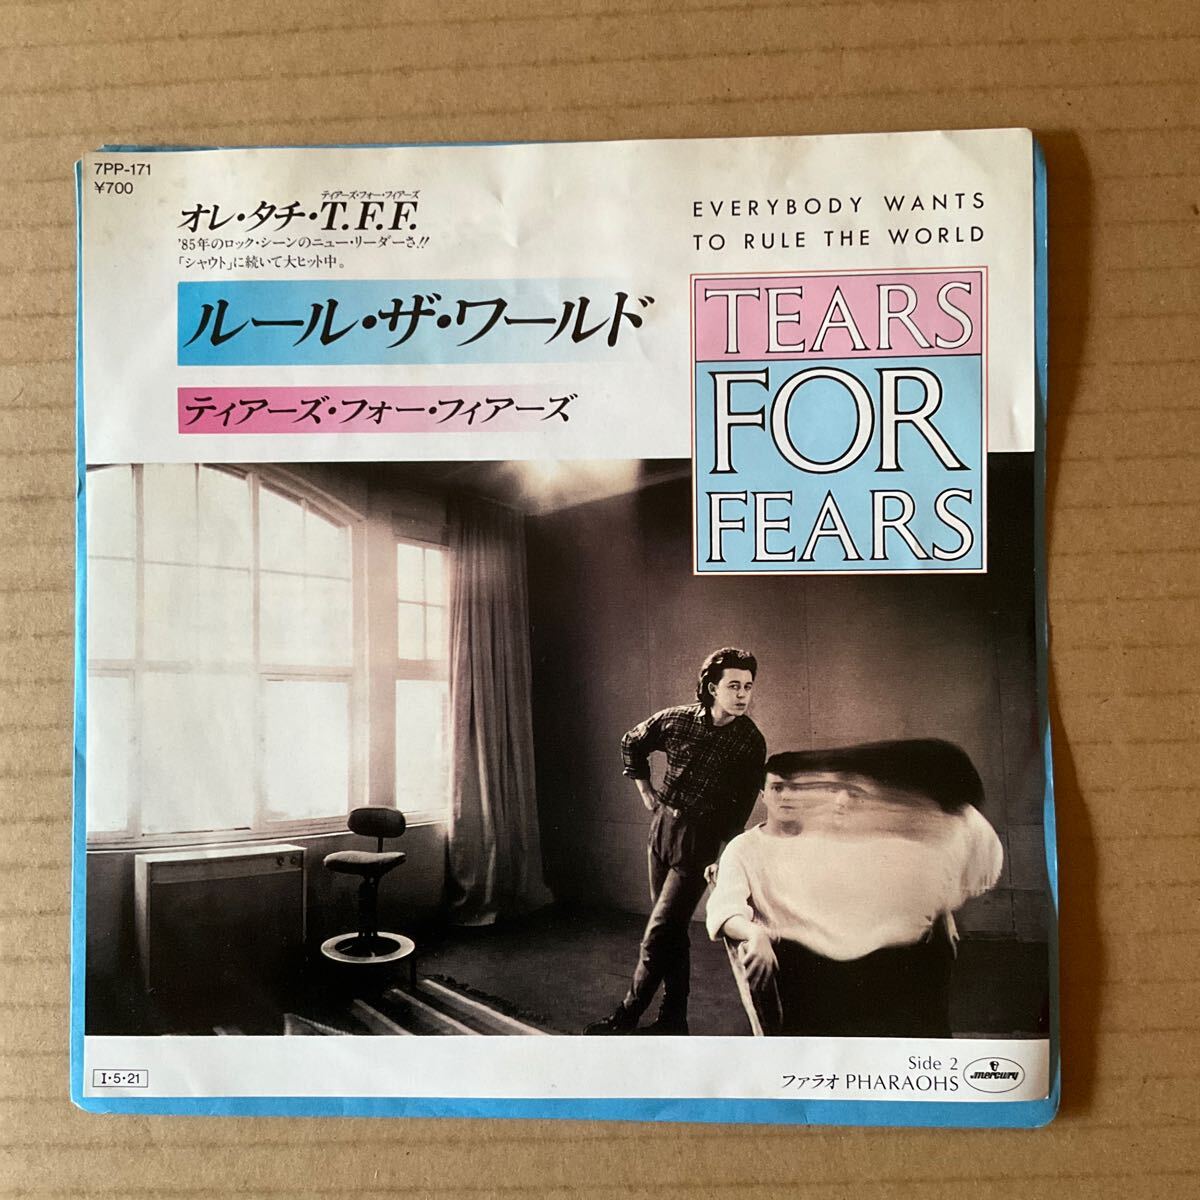 7PP-171
¥700
ティアーズ・フォー・フィアーズ
オレ・タチ・T.F.F.
'85年のロック・シーンのニュー・リーダーさ!!
「シャウト」に続いて大ヒット中。
ルール・ザ・ワールド
ティアーズ・フォー・フィアーズ
EVERYBODY WANTS
TO RULE THE WORLD
TEARS
FOR
FEARS
I・5・21
Side 2
ファラオ PHARAOHS
mercury